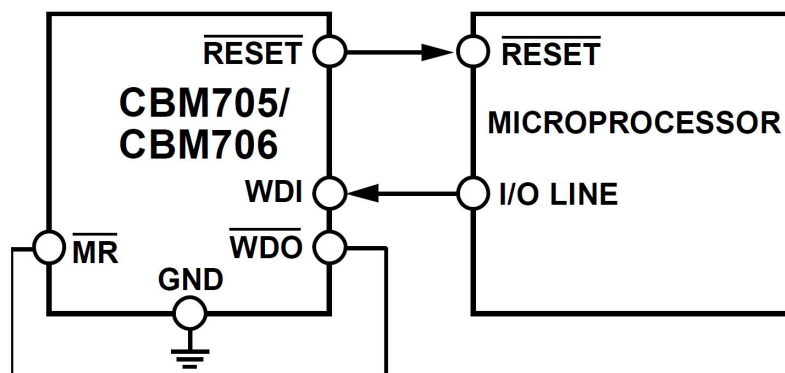 RESET
RESET
CBM705/
CBM706
MICROPROCESSOR
WDI
I/O LINE
MR
WDO
GND